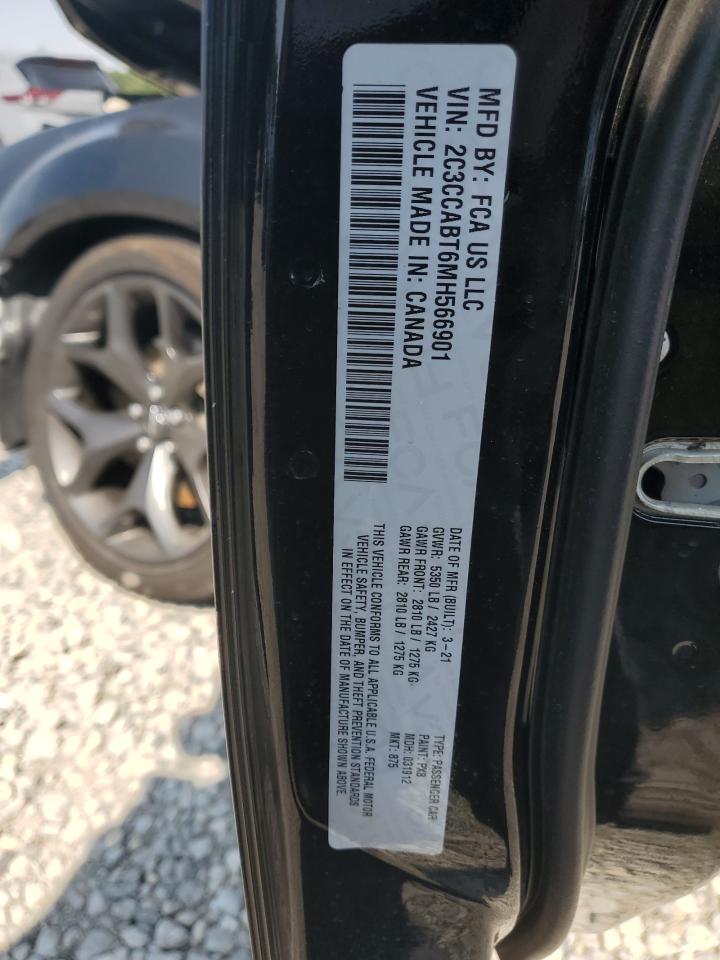 MFD BY: FCA US LLC
VIN: 2C3CCABT6MH566901
VEHICLE MADE IN: CANADA
DATE OF MFR (BUILT): 3-21
GVWR: 5350 LB / 2427 KG
GAWR FRONT: 2810 LB / 1275 KG
GAWR REAR: 2810 LB / 1275 KG
TYPE: PASSENGER CAR
PAINT: PX8
MDH: 031912
MKT: 875
THIS VEHICLE CONFORMS TO ALL APPLICABLE U.S.A. FEDERAL MOTOR
VEHICLE SAFETY, BUMPER, AND THEFT PREVENTION STANDARDS
IN EFFECT ON THE DATE OF MANUFACTURE SHOWN ABOVE.